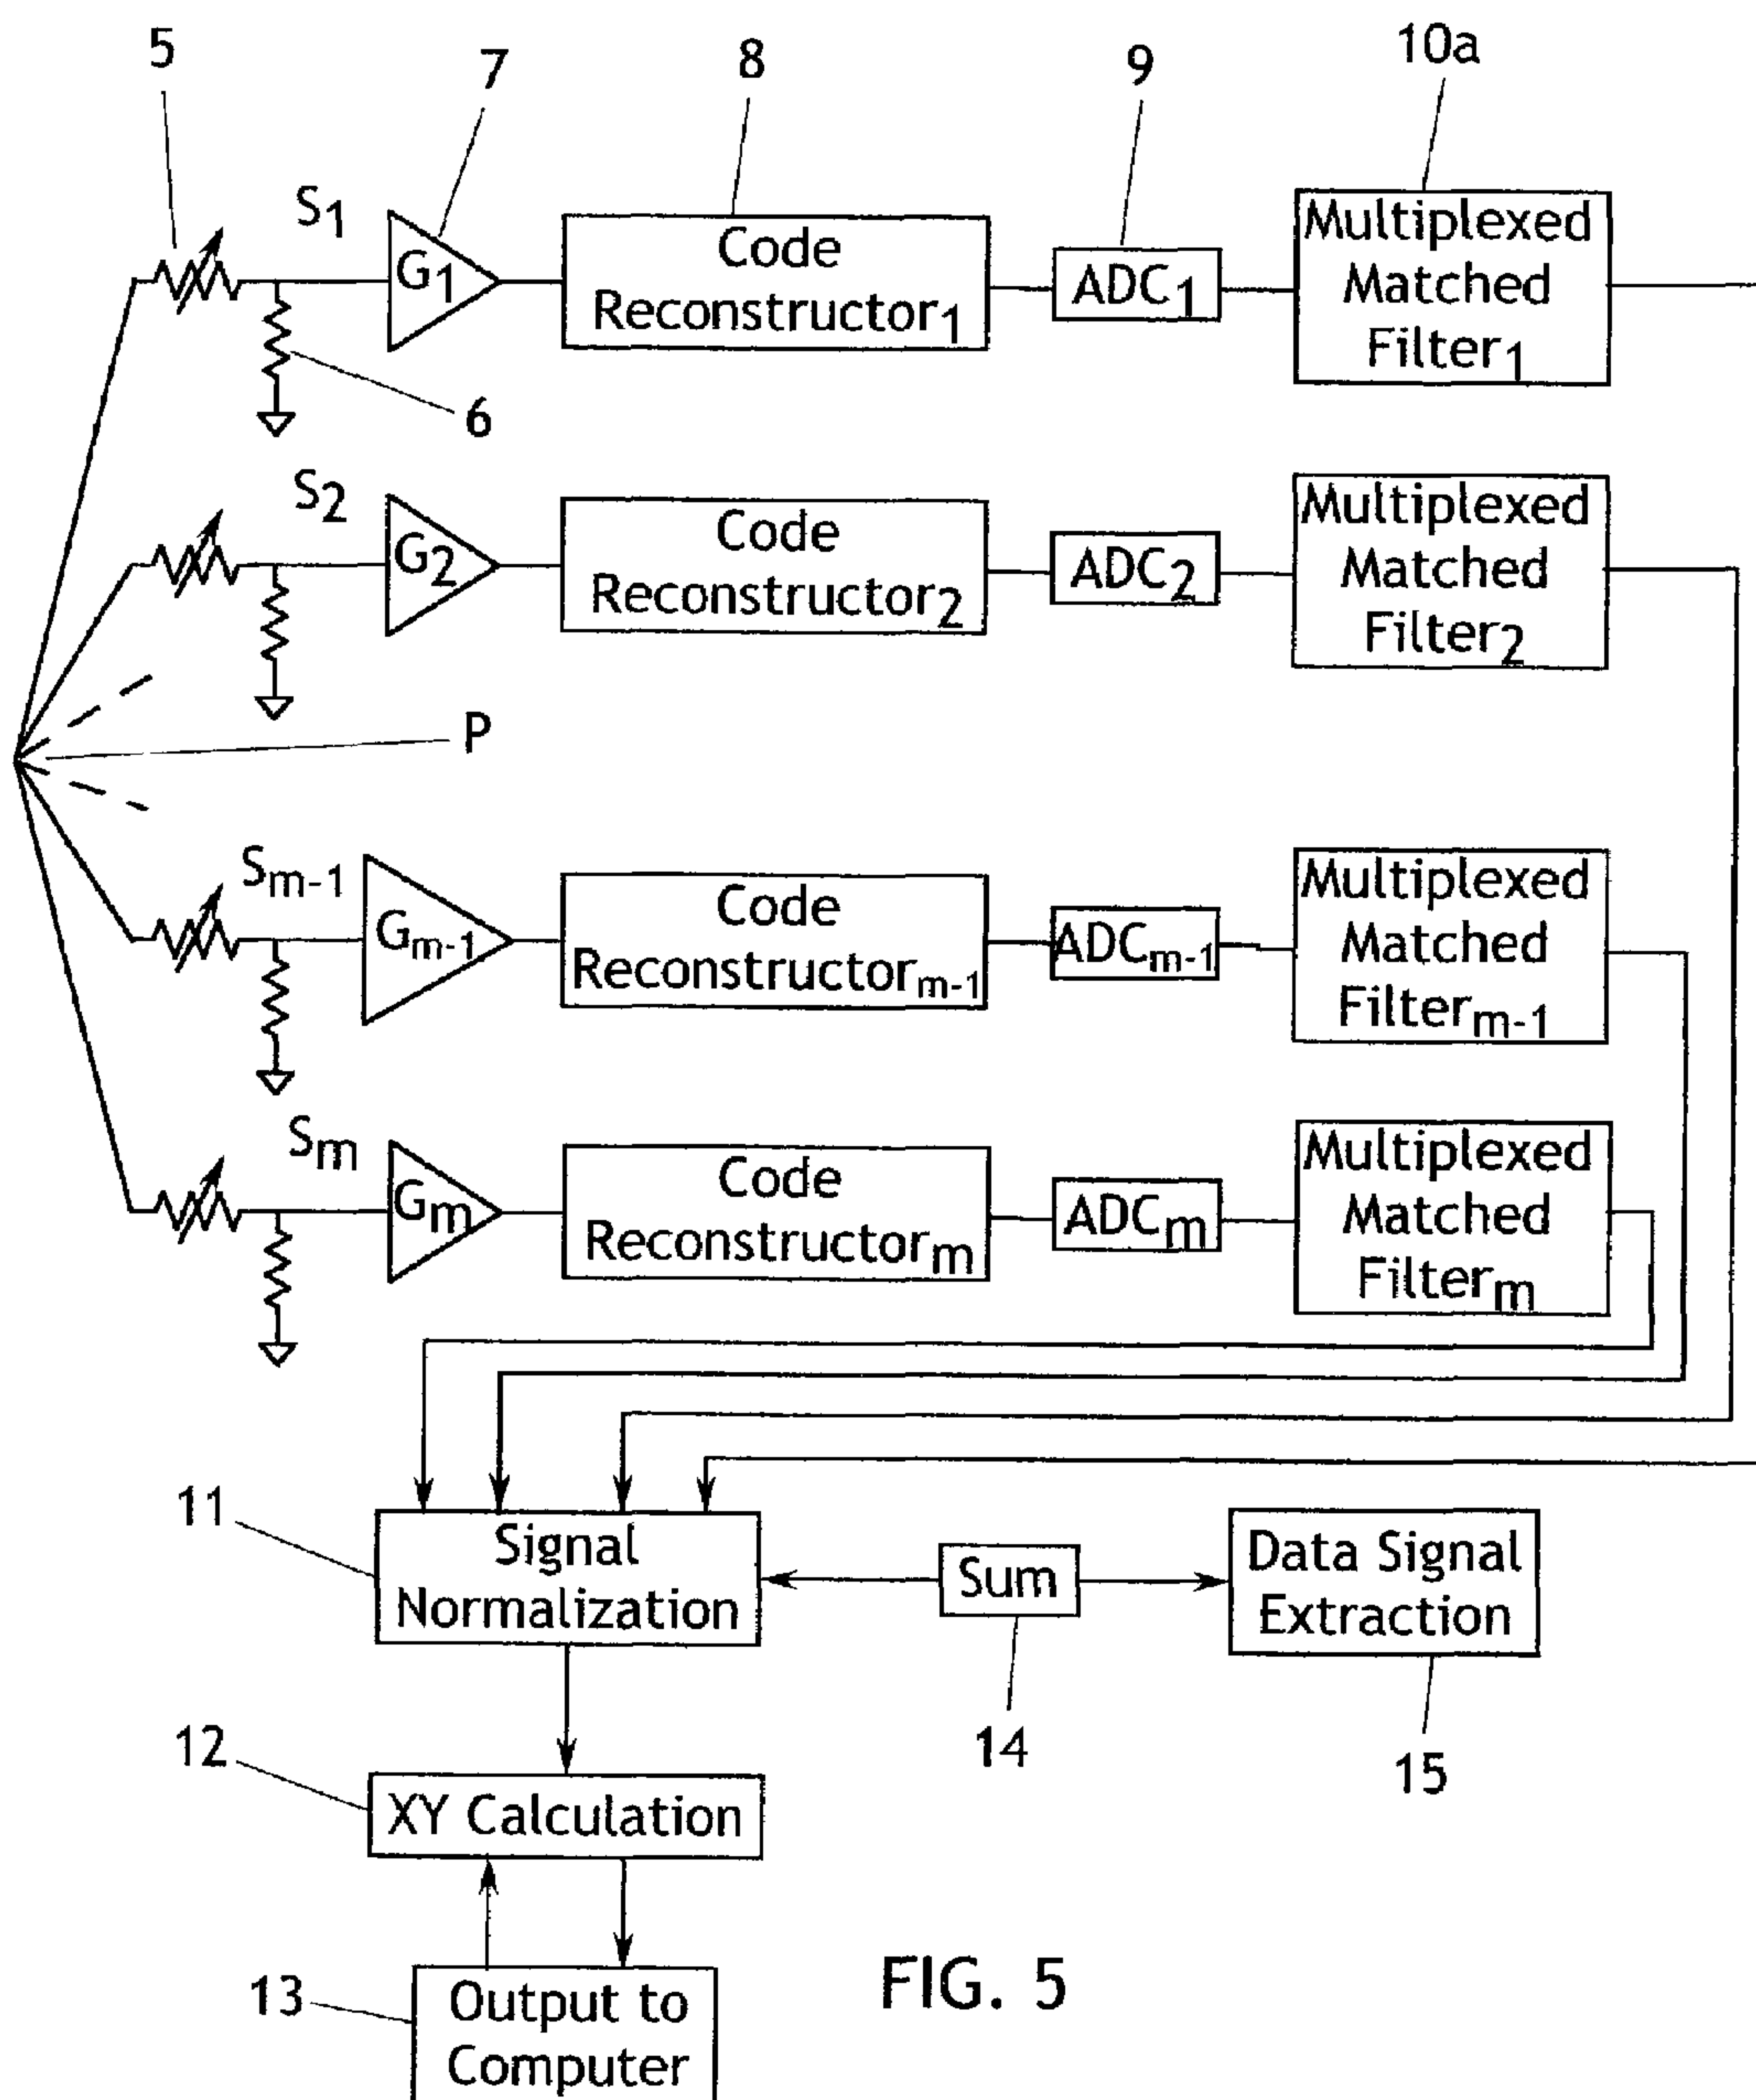 5
7
8
9
10a
S1
G1
Code
Reconstructor1
ADC1
Multiplexed
Matched
Filter1
6
S2
G2
Code
Reconstructor2
ADC2
Multiplexed
Matched
Filter2
P
Sm-1
Gm-1
Code
Reconstructorm-1
ADCm-1
Multiplexed
Matched
Filterm-1
Sm
Gm
Code
Reconstructorm
ADCm
Multiplexed
Matched
Filterm
11
Signal
Normalization
Sum
Data Signal
Extraction
14
15
12
XY Calculation
13
Output to
Computer
FIG. 5